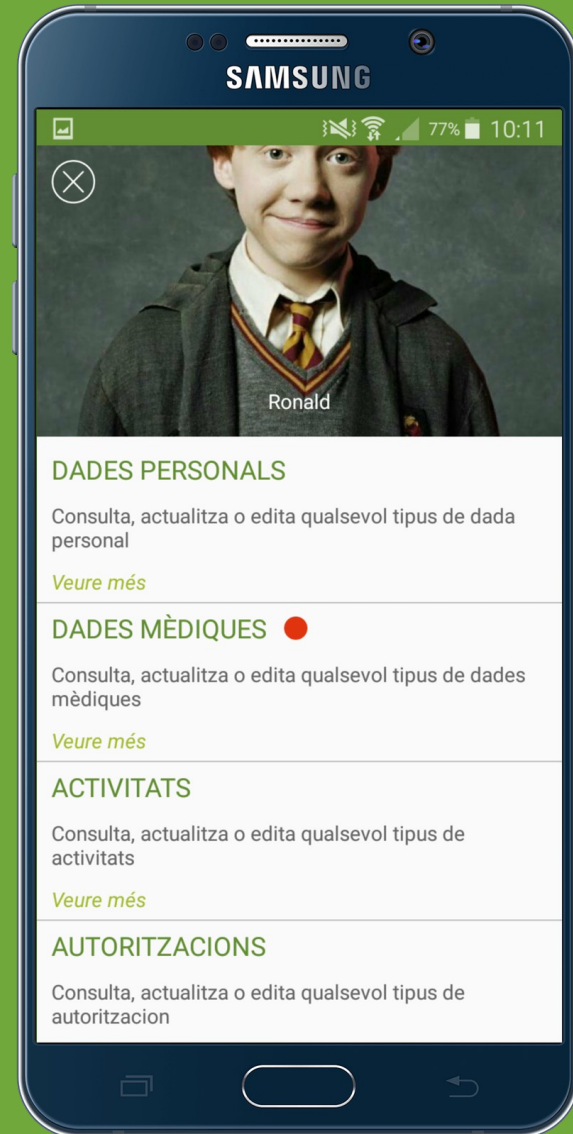 SAMSUNG
77% 10:11
Ronald
DADES PERSONALS
Consulta, actualitza o edita qualsevol tipus de dada
personal
Veure més
DADES MÈDIQUES
Consulta, actualitza o edita qualsevol tipus de dades
mèdiques
Veure més
ACTIVITATS
Consulta, actualitza o edita qualsevol tipus de
activitats
Veure més
AUTORITZACIONS
Consulta, actualitza o edita qualsevol tipus de
autoritzacion